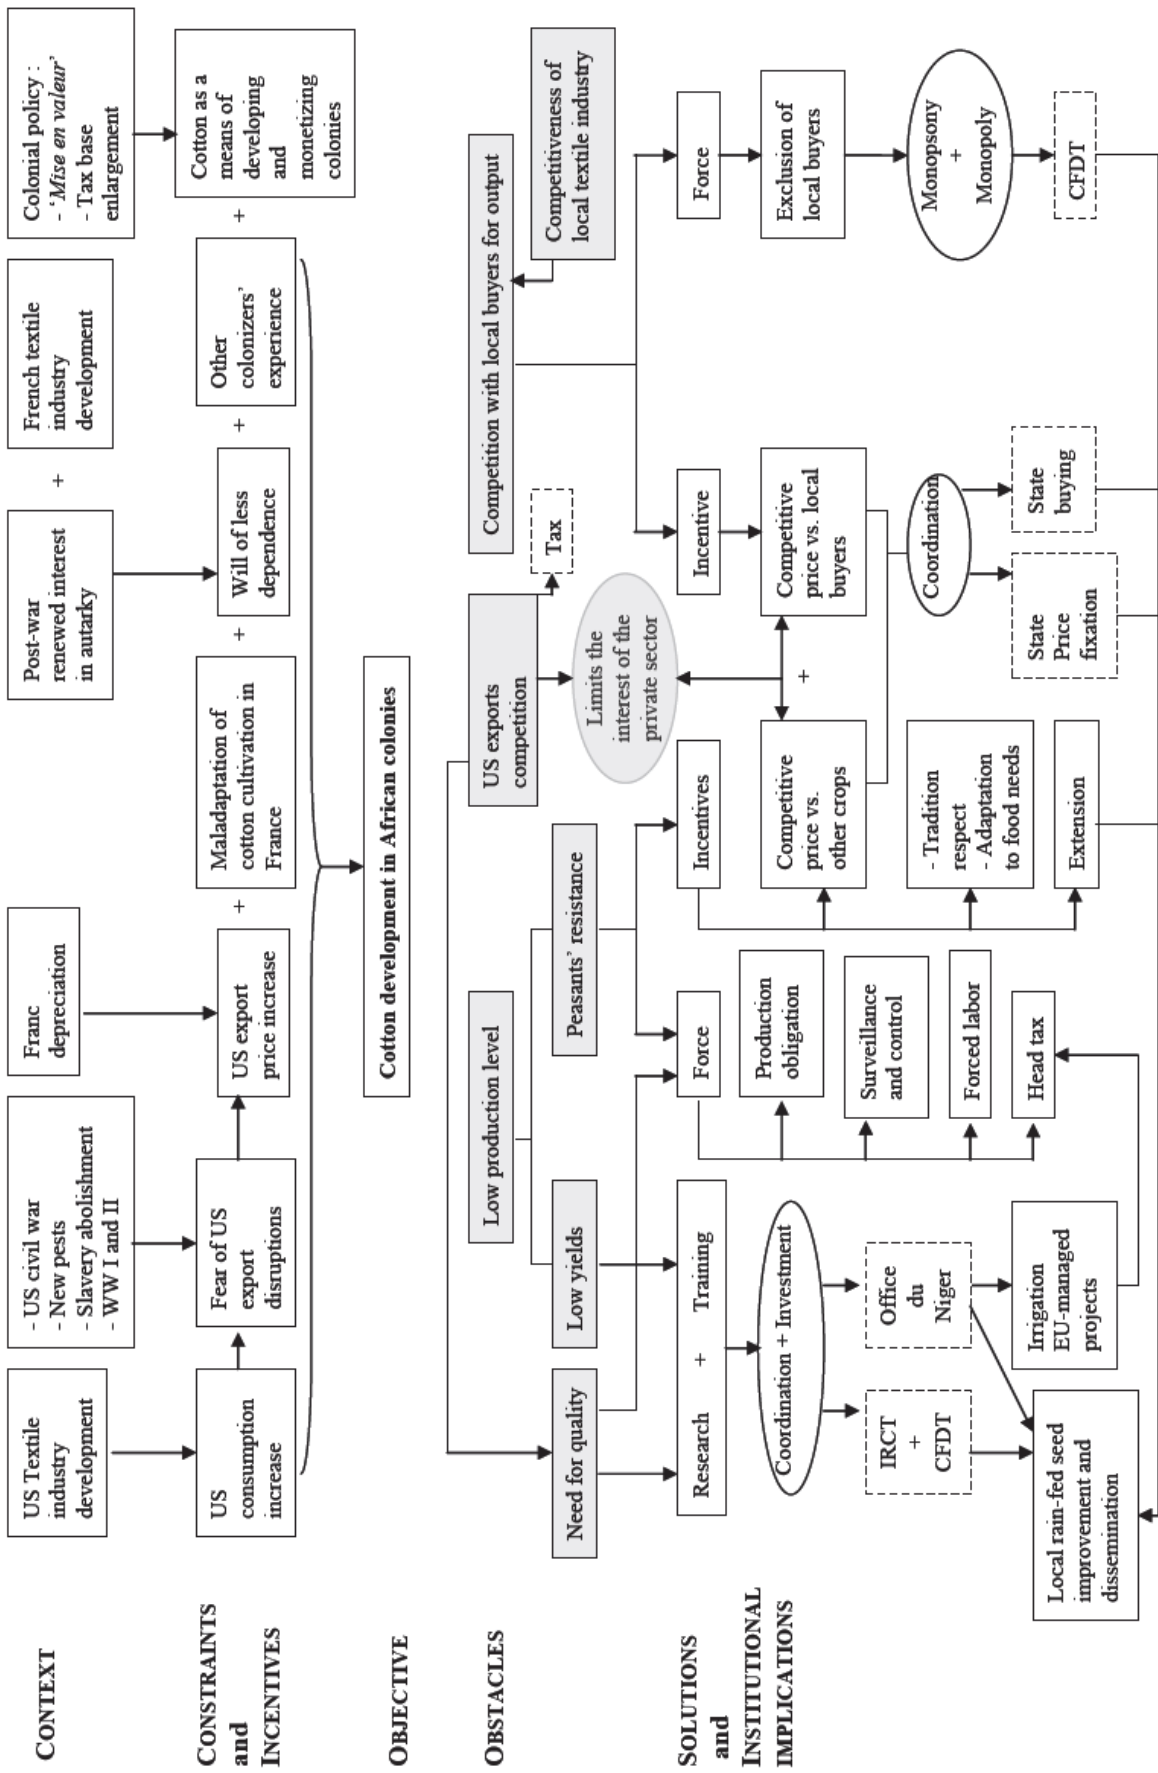 CONTEXT
US Textile
industry
development
- US civil war
- New pests
- Slavery abolishment
- WW I and II
Franc
depreciation
Post-war
renewed interest
in autarky
+
French textile
industry
development
Colonial policy :
- 'Mise en valeur'
- Tax base
enlargement
CONSTRAINTS
and
INCENTIVES
US
consumption
increase
Fear of US
export
disruptions
US export
price increase
+
Maladaptation of
cotton cultivation in
France
+
Will of less
dependence
+
Other
colonizers'
experience
+
Cotton as a
means of
developing
and
monetizing
colonies
OBJECTIVE
Cotton development in African colonies
OBSTACLES
Low production level
US exports
competition
Competition with local buyers for output
Need for quality
Low yields
Peasants' resistance
Tax
Competitiveness of
local textile industry
Limits the
interest of the
private sector
SOLUTIONS
and
INSTITUTIONAL
IMPLICATIONS
Research + Training
Force
Incentives
Incentive
Force
Production
obligation
Competitive
price vs.
other crops
+
Competitive
price vs. local
buyers
Exclusion of
local buyers
Coordination + Investment
Surveillance
and control
IRCT
+
CFDT
Office
du
Niger
Forced labor
- Tradition
respect
- Adaptation
to food needs
Coordination
Monopsony
+
Monopoly
Local rain-fed seed
improvement and
dissemination
Irrigation
EU-managed
projects
Head tax
Extension
State
Price
fixation
State
buying
CFDT